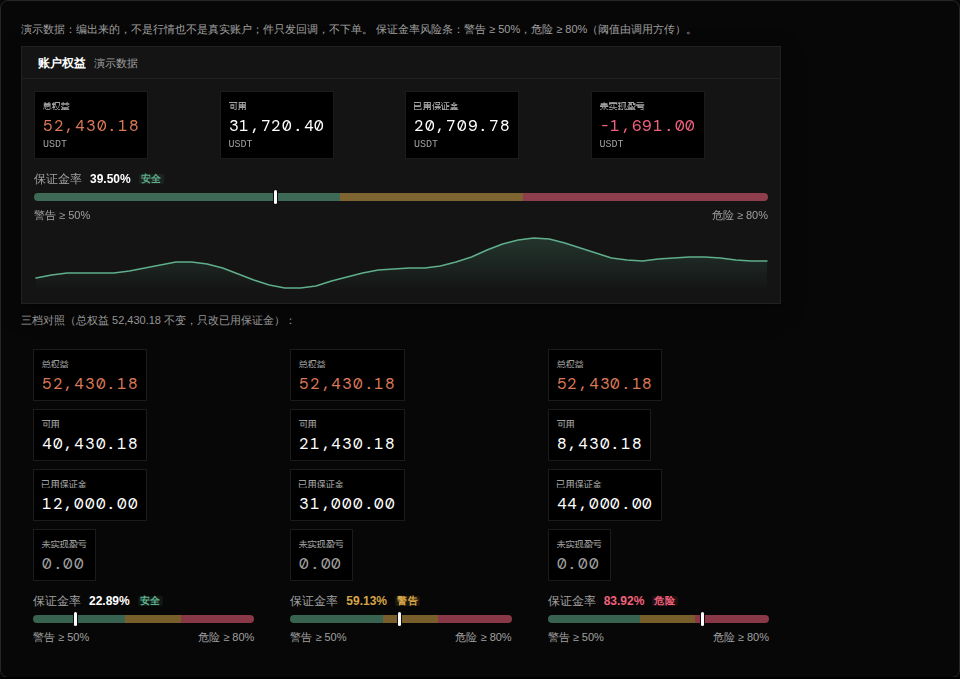 演示数据：编出来的，不是行情也不是真实账户；件只发回调，不下单。 保证金率风险条：警告 ≥ 50%，危险 ≥ 80%（阈值由调用方传）。
账户权益 演示数据
总权益 可用 已用保证金 未实现盈亏
52,430.18 31,720.40 20,709.78 -1,691.00
USDT USDT USDT USDT
保证金率 39.50% 安全
警告 ≥ 50% 危险 ≥ 80%
三档对照（总权益 52,430.18 不变，只改已用保证金）：
总权益 总权益 总权益
52,430.18 52,430.18 52,430.18
可用 可用 可用
40,430.18 21,430.18 8,430.18
已用保证金 已用保证金 已用保证金
12,000.00 31,000.00 44,000.00
未实现盈亏 未实现盈亏 未实现盈亏
0.00 0.00 0.00
保证金率 22.89% 安全 保证金率 59.13% 警告 保证金率 83.92% 危险
警告 ≥ 50% 危险 ≥ 80% 警告 ≥ 50% 危险 ≥ 80% 警告 ≥ 50% 危险 ≥ 80%